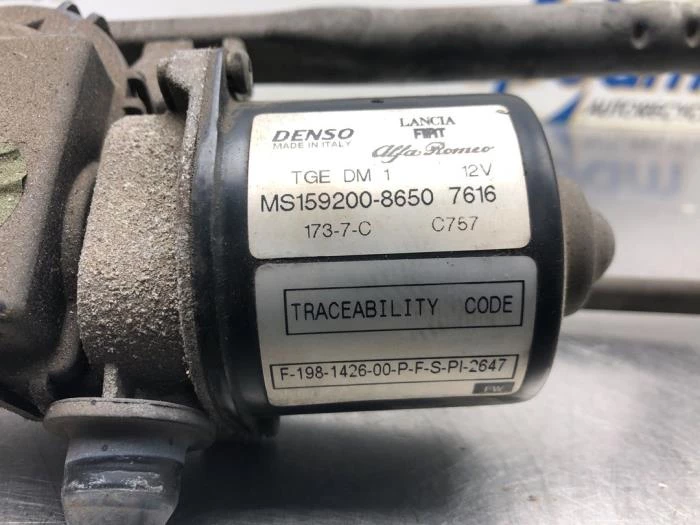 DENSO
MADE IN ITALY
LANCIA
FIAT
Alfa Romeo
TGE DM 1 12V
MS159200-8650 7616
173-7-C C757
TRACEABILITY CODE
F-198-1426-00-P-F-S-PI-2647
FW